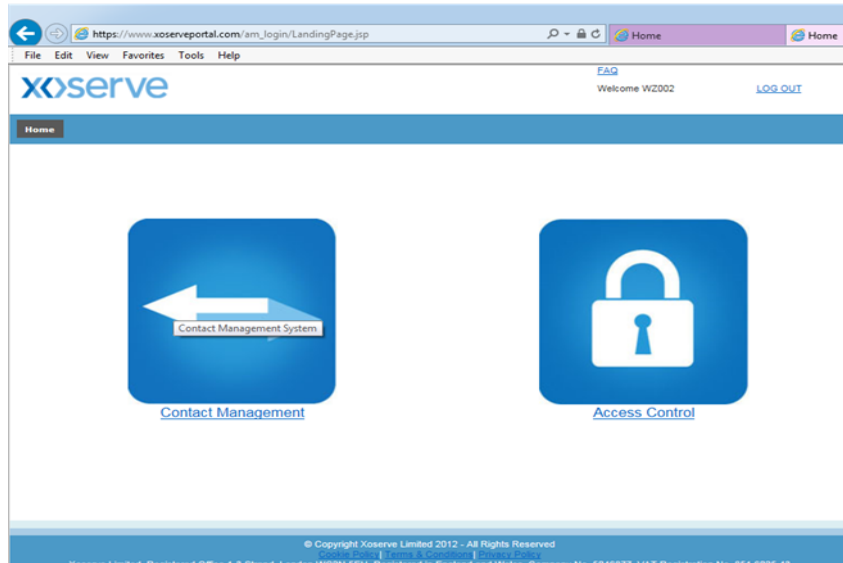 https://www.xoserveportal.com/am_login/LandingPage.jsp
Home
Home
File Edit View Favorites Tools Help
xoserve
FAQ
Welcome WZ002
LOG OUT
Home
Contact Management System
Contact Management
Access Control
© Copyright Xoserve Limited 2012 - All Rights Reserved
Cookie Policy| Terms & Conditions| Privacy Policy